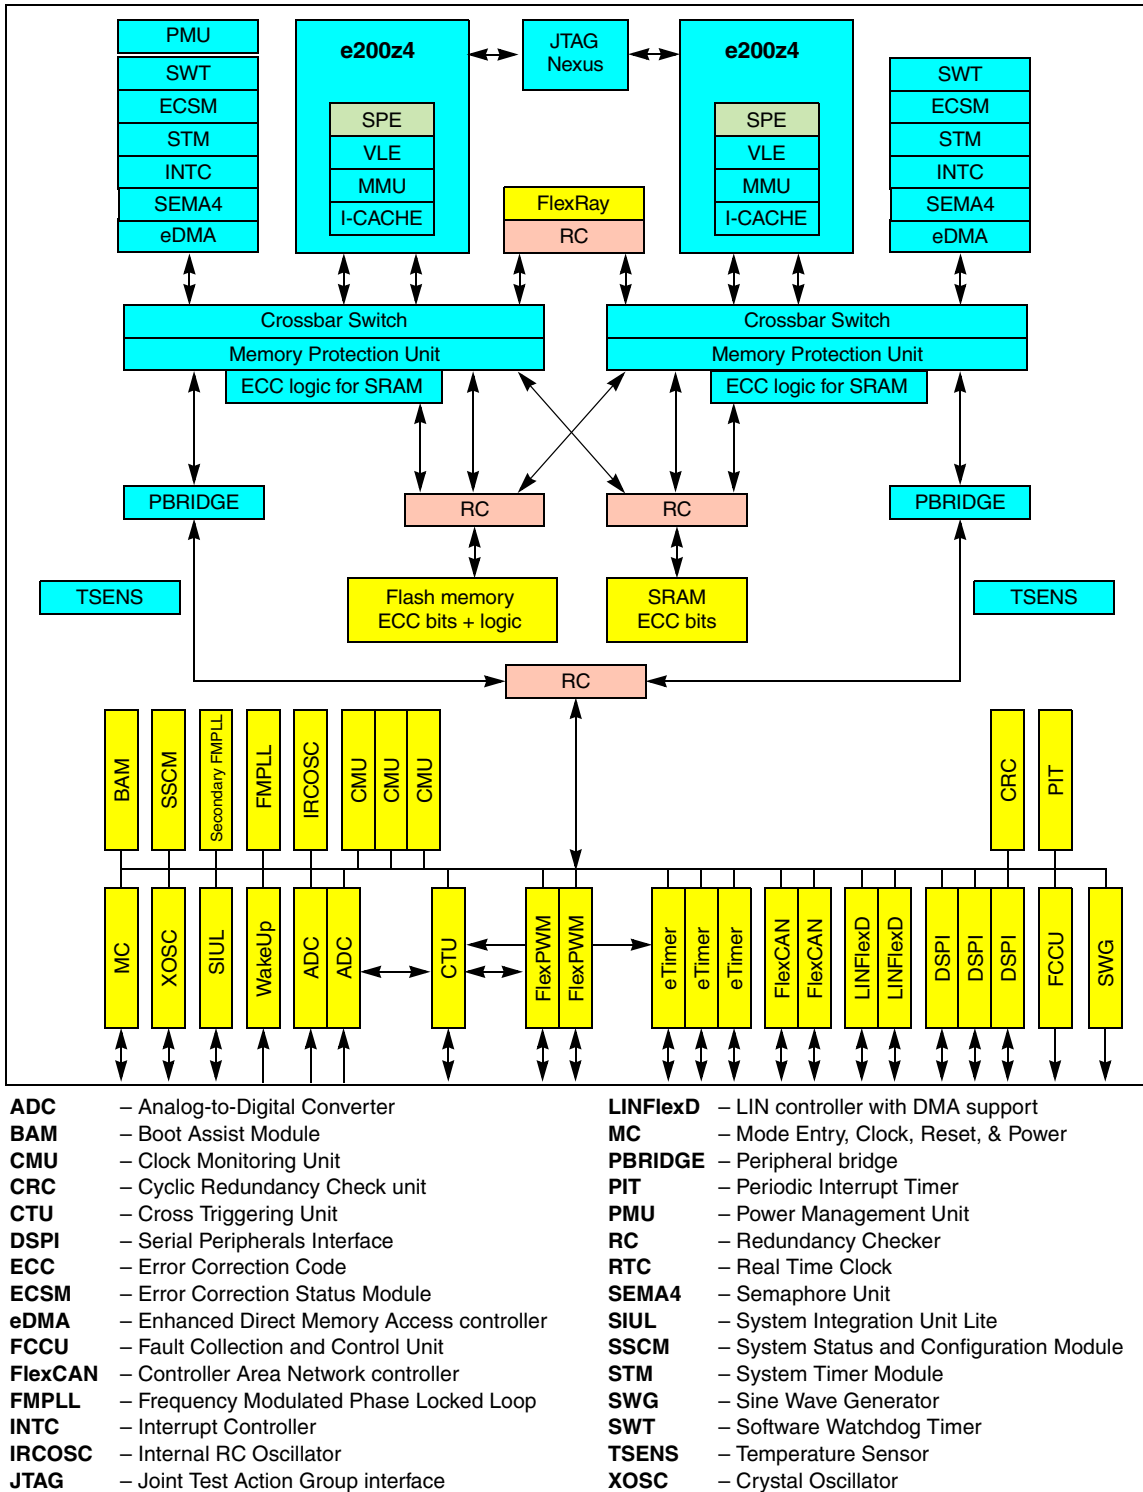 PMU
SWT
ECSM
STM
INTC
SEMA4
eDMA
e200z4
SPE
VLE
MMU
I-CACHE
JTAG
Nexus
FlexRay
RC
e200z4
SPE
VLE
MMU
I-CACHE
SWT
ECSM
STM
INTC
SEMA4
eDMA
Crossbar Switch
Memory Protection Unit
ECC logic for SRAM
Crossbar Switch
Memory Protection Unit
ECC logic for SRAM
PBRIDGE
RC
RC
PBRIDGE
TSENS
Flash memory
ECC bits + logic
SRAM
ECC bits
TSENS
RC
BAM
SSCM
Secondary FMPLL
FMPLL
IRCOSC
CMU
CMU
CMU
CRC
PIT
MC
XOSC
SIUL
WakeUp
ADC
ADC
CTU
FlexPWM
FlexPWM
eTimer
eTimer
eTimer
FlexCAN
FlexCAN
LINFlexD
LINFlexD
DSPI
DSPI
DSPI
FCCU
SWG
ADC – Analog-to-Digital Converter
BAM – Boot Assist Module
CMU – Clock Monitoring Unit
CRC – Cyclic Redundancy Check unit
CTU – Cross Triggering Unit
DSPI – Serial Peripherals Interface
ECC – Error Correction Code
ECSM – Error Correction Status Module
eDMA – Enhanced Direct Memory Access controller
FCCU – Fault Collection and Control Unit
FlexCAN – Controller Area Network controller
FMPLL – Frequency Modulated Phase Locked Loop
INTC – Interrupt Controller
IRCOSC – Internal RC Oscillator
JTAG – Joint Test Action Group interface
LINFlexD – LIN controller with DMA support
MC – Mode Entry, Clock, Reset, & Power
PBRIDGE – Peripheral bridge
PIT – Periodic Interrupt Timer
PMU – Power Management Unit
RC – Redundancy Checker
RTC – Real Time Clock
SEMA4 – Semaphore Unit
SIUL – System Integration Unit Lite
SSCM – System Status and Configuration Module
STM – System Timer Module
SWG – Sine Wave Generator
SWT – Software Watchdog Timer
TSENS – Temperature Sensor
XOSC – Crystal Oscillator